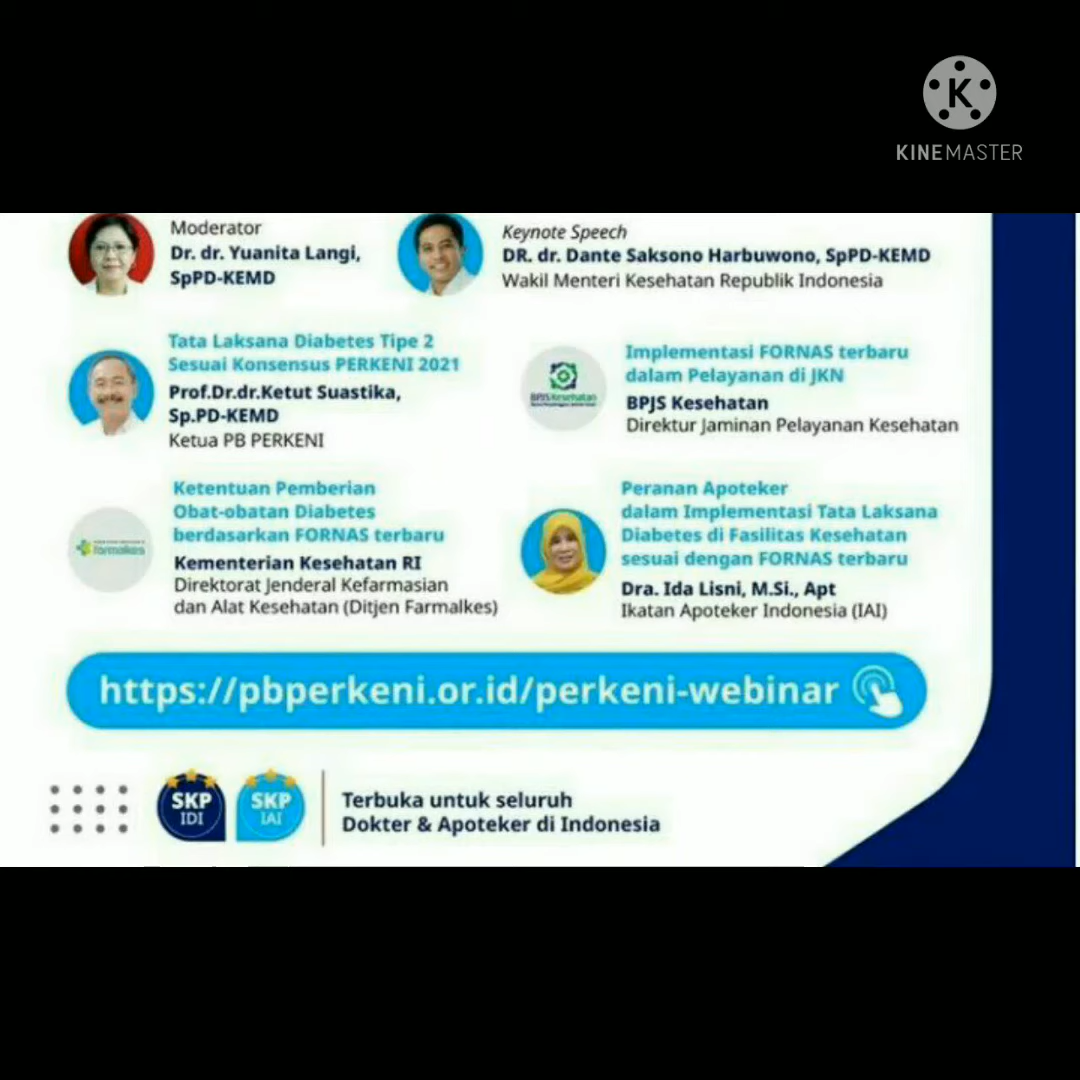 KINEMASTER
Moderator
Dr. dr. Yuanita Langi,
SpPD-KEMD
Keynote Speech
DR. dr. Dante Saksono Harbuwono, SpPD-KEMD
Wakil Menteri Kesehatan Republik Indonesia
Tata Laksana Diabetes Tipe 2
Sesuai Konsensus PERKENI 2021
Prof.Dr.dr.Ketut Suastika,
Sp.PD-KEMD
Ketua PB PERKENI
BPJS Kesehatan
Implementasi FORNAS terbaru
dalam Pelayanan di JKN
BPJS Kesehatan
Direktur Jaminan Pelayanan Kesehatan
farmalkes
Ketentuan Pemberian
Obat-obatan Diabetes
berdasarkan FORNAS terbaru
Kementerian Kesehatan RI
Direktorat Jenderal Kefarmasian
dan Alat Kesehatan (Ditjen Farmalkes)
Peranan Apoteker
dalam Implementasi Tata Laksana
Diabetes di Fasilitas Kesehatan
sesuai dengan FORNAS terbaru
Dra. Ida Lisni, M.Si., Apt
Ikatan Apoteker Indonesia (IAI)
https://pbperkeni.or.id/perkeni-webinar
SKP
IDI
SKP
IAI
Terbuka untuk seluruh
Dokter & Apoteker di Indonesia